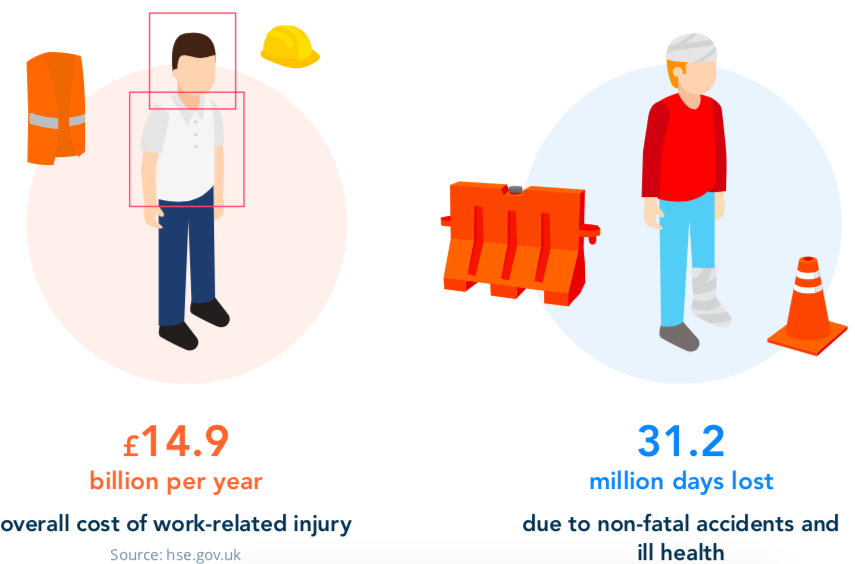 £14.9
billion per year
overall cost of work-related injury
Source: hse.gov.uk
31.2
million days lost
due to non-fatal accidents and
ill health